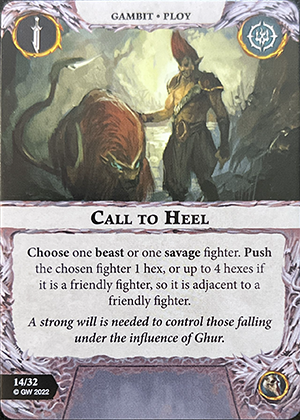 GAMBIT • PLOY
CALL TO HEEL
Choose one beast or one savage fighter. Push
the chosen fighter 1 hex, or up to 4 hexes if
it is a friendly fighter, so it is adjacent to a
friendly fighter.
A strong will is needed to control those falling
under the influence of Ghur.
14/32
© GW 2022